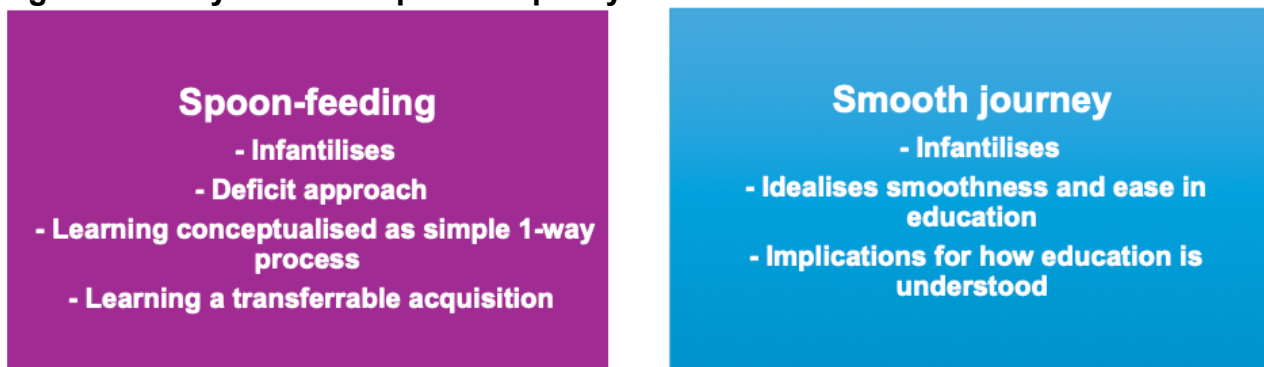 Spoon-feeding
- Infantilises
- Deficit approach
- Learning conceptualised as simple 1-way
process
- Learning a transferrable acquisition
Smooth journey
- Infantilises
- Idealises smoothness and ease in
education
- Implications for how education is
understood